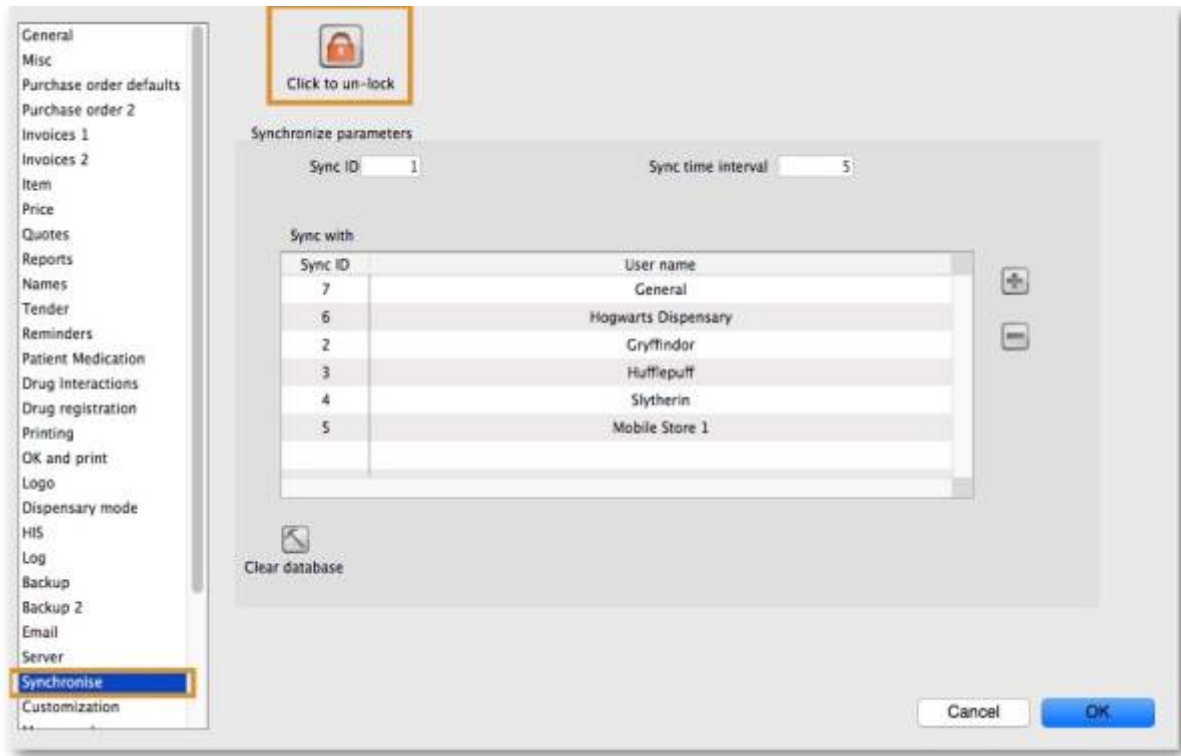 General
Misc
Purchase order defaults
Purchase order 2
Invoices 1
Invoices 2
Item
Price
Quotes
Reports
Names
Tender
Reminders
Patient Medication
Drug Interactions
Drug registration
Printing
OK and print
Logo
Dispensary mode
HIS
Log
Backup
Backup 2
Email
Server
Synchronise
Customization
Click to un-lock
Synchronize parameters
Sync ID 1 Sync time interval 5
Sync with
Sync ID User name
7 General
6 Hogwarts Dispensary
2 Gryffindor
3 Hufflepuff
4 Slytherin
5 Mobile Store 1
Clear database
Cancel OK